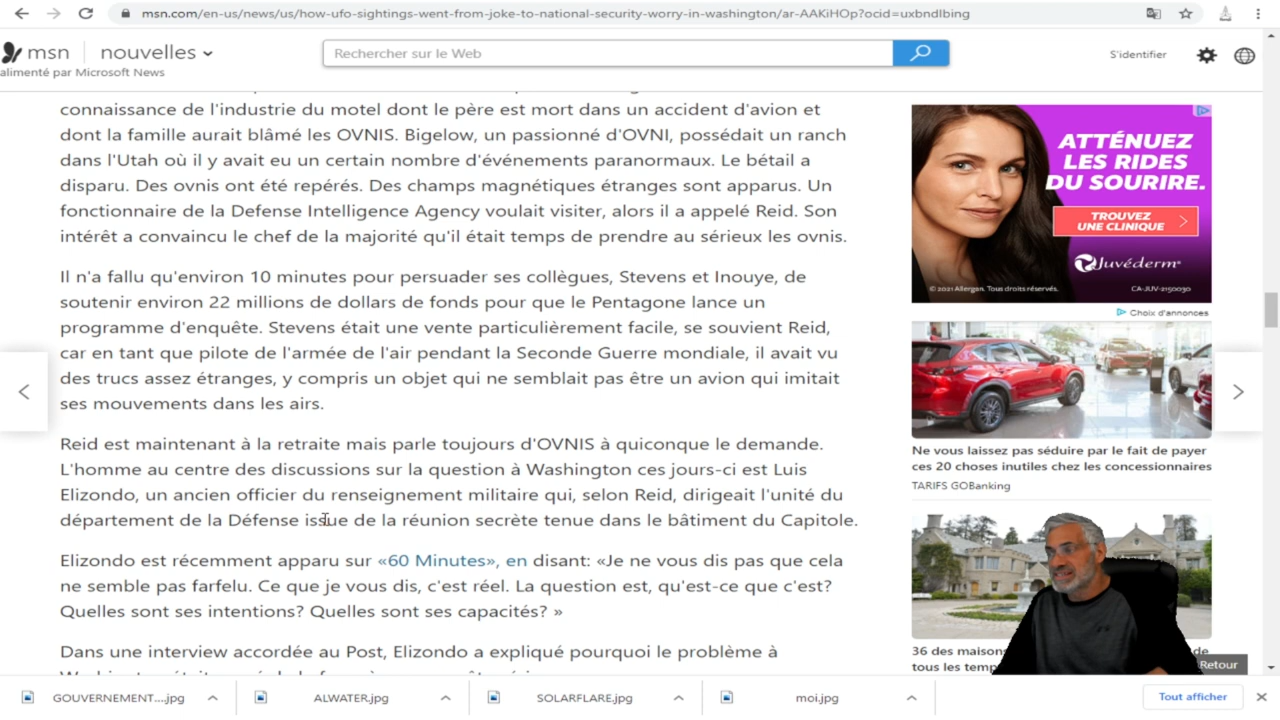 msn.com/en-us/news/us/how-ufo-sightings-went-from-joke-to-national-security-worry-in-washington/ar-AAKiHOp?ocid=uxbndlbing
msn nouvelles
Rechercher sur le Web
S'identifier
alimenté par Microsoft News
connaissance de l'industrie du motel dont le père est mort dans un accident d'avion et
dont la famille aurait blâmé les OVNIS. Bigelow, un passionné d'OVNI, possédait un ranch
dans l'Utah où il y avait eu un certain nombre d'événements paranormaux. Le bétail a
disparu. Des ovnis ont été repérés. Des champs magnétiques étranges sont apparus. Un
fonctionnaire de la Defense Intelligence Agency voulait visiter, alors il a appelé Reid. Son
intérêt a convaincu le chef de la majorité qu'il était temps de prendre au sérieux les ovnis.
Il n'a fallu qu'environ 10 minutes pour persuader ses collègues, Stevens et Inouye, de
soutenir environ 22 millions de dollars de fonds pour que le Pentagone lance un
programme d'enquête. Stevens était une vente particulièrement facile, se souvient Reid,
car en tant que pilote de l'armée de l'air pendant la Seconde Guerre mondiale, il avait vu
des trucs assez étranges, y compris un objet qui ne semblait pas être un avion qui imitait
ses mouvements dans les airs.
Reid est maintenant à la retraite mais parle toujours d'OVNIS à quiconque le demande.
L'homme au centre des discussions sur la question à Washington ces jours-ci est Luis
Elizondo, un ancien officier du renseignement militaire qui, selon Reid, dirigeait l'unité du
département de la Défense issue de la réunion secrète tenue dans le bâtiment du Capitole.
Elizondo est récemment apparu sur «60 Minutes», en disant: «Je ne vous dis pas que cela
ne semble pas farfelu. Ce que je vous dis, c'est réel. La question est, qu'est-ce que c'est?
Quelles sont ses intentions? Quelles sont ses capacités? »
Dans une interview accordée au Post, Elizondo a expliqué pourquoi le problème à
ATTÉNUEZ
LES RIDES
DU SOURIRE.
TROUVEZ
UNE CLINIQUE
JUVÉDERM
© 2021 Allergan. Tous droits réservés.
CA-JUV-2150030
Choix d'annonces
Ne vous laissez pas séduire par le fait de payer
ces 20 choses inutiles chez les concessionnaires
TARIFS GOBanking
36 des maisons de
tous les temp
Retour
GOUVERNEMENT....jpg
ALWATER.jpg
SOLARFLARE.jpg
moi.jpg
Tout afficher